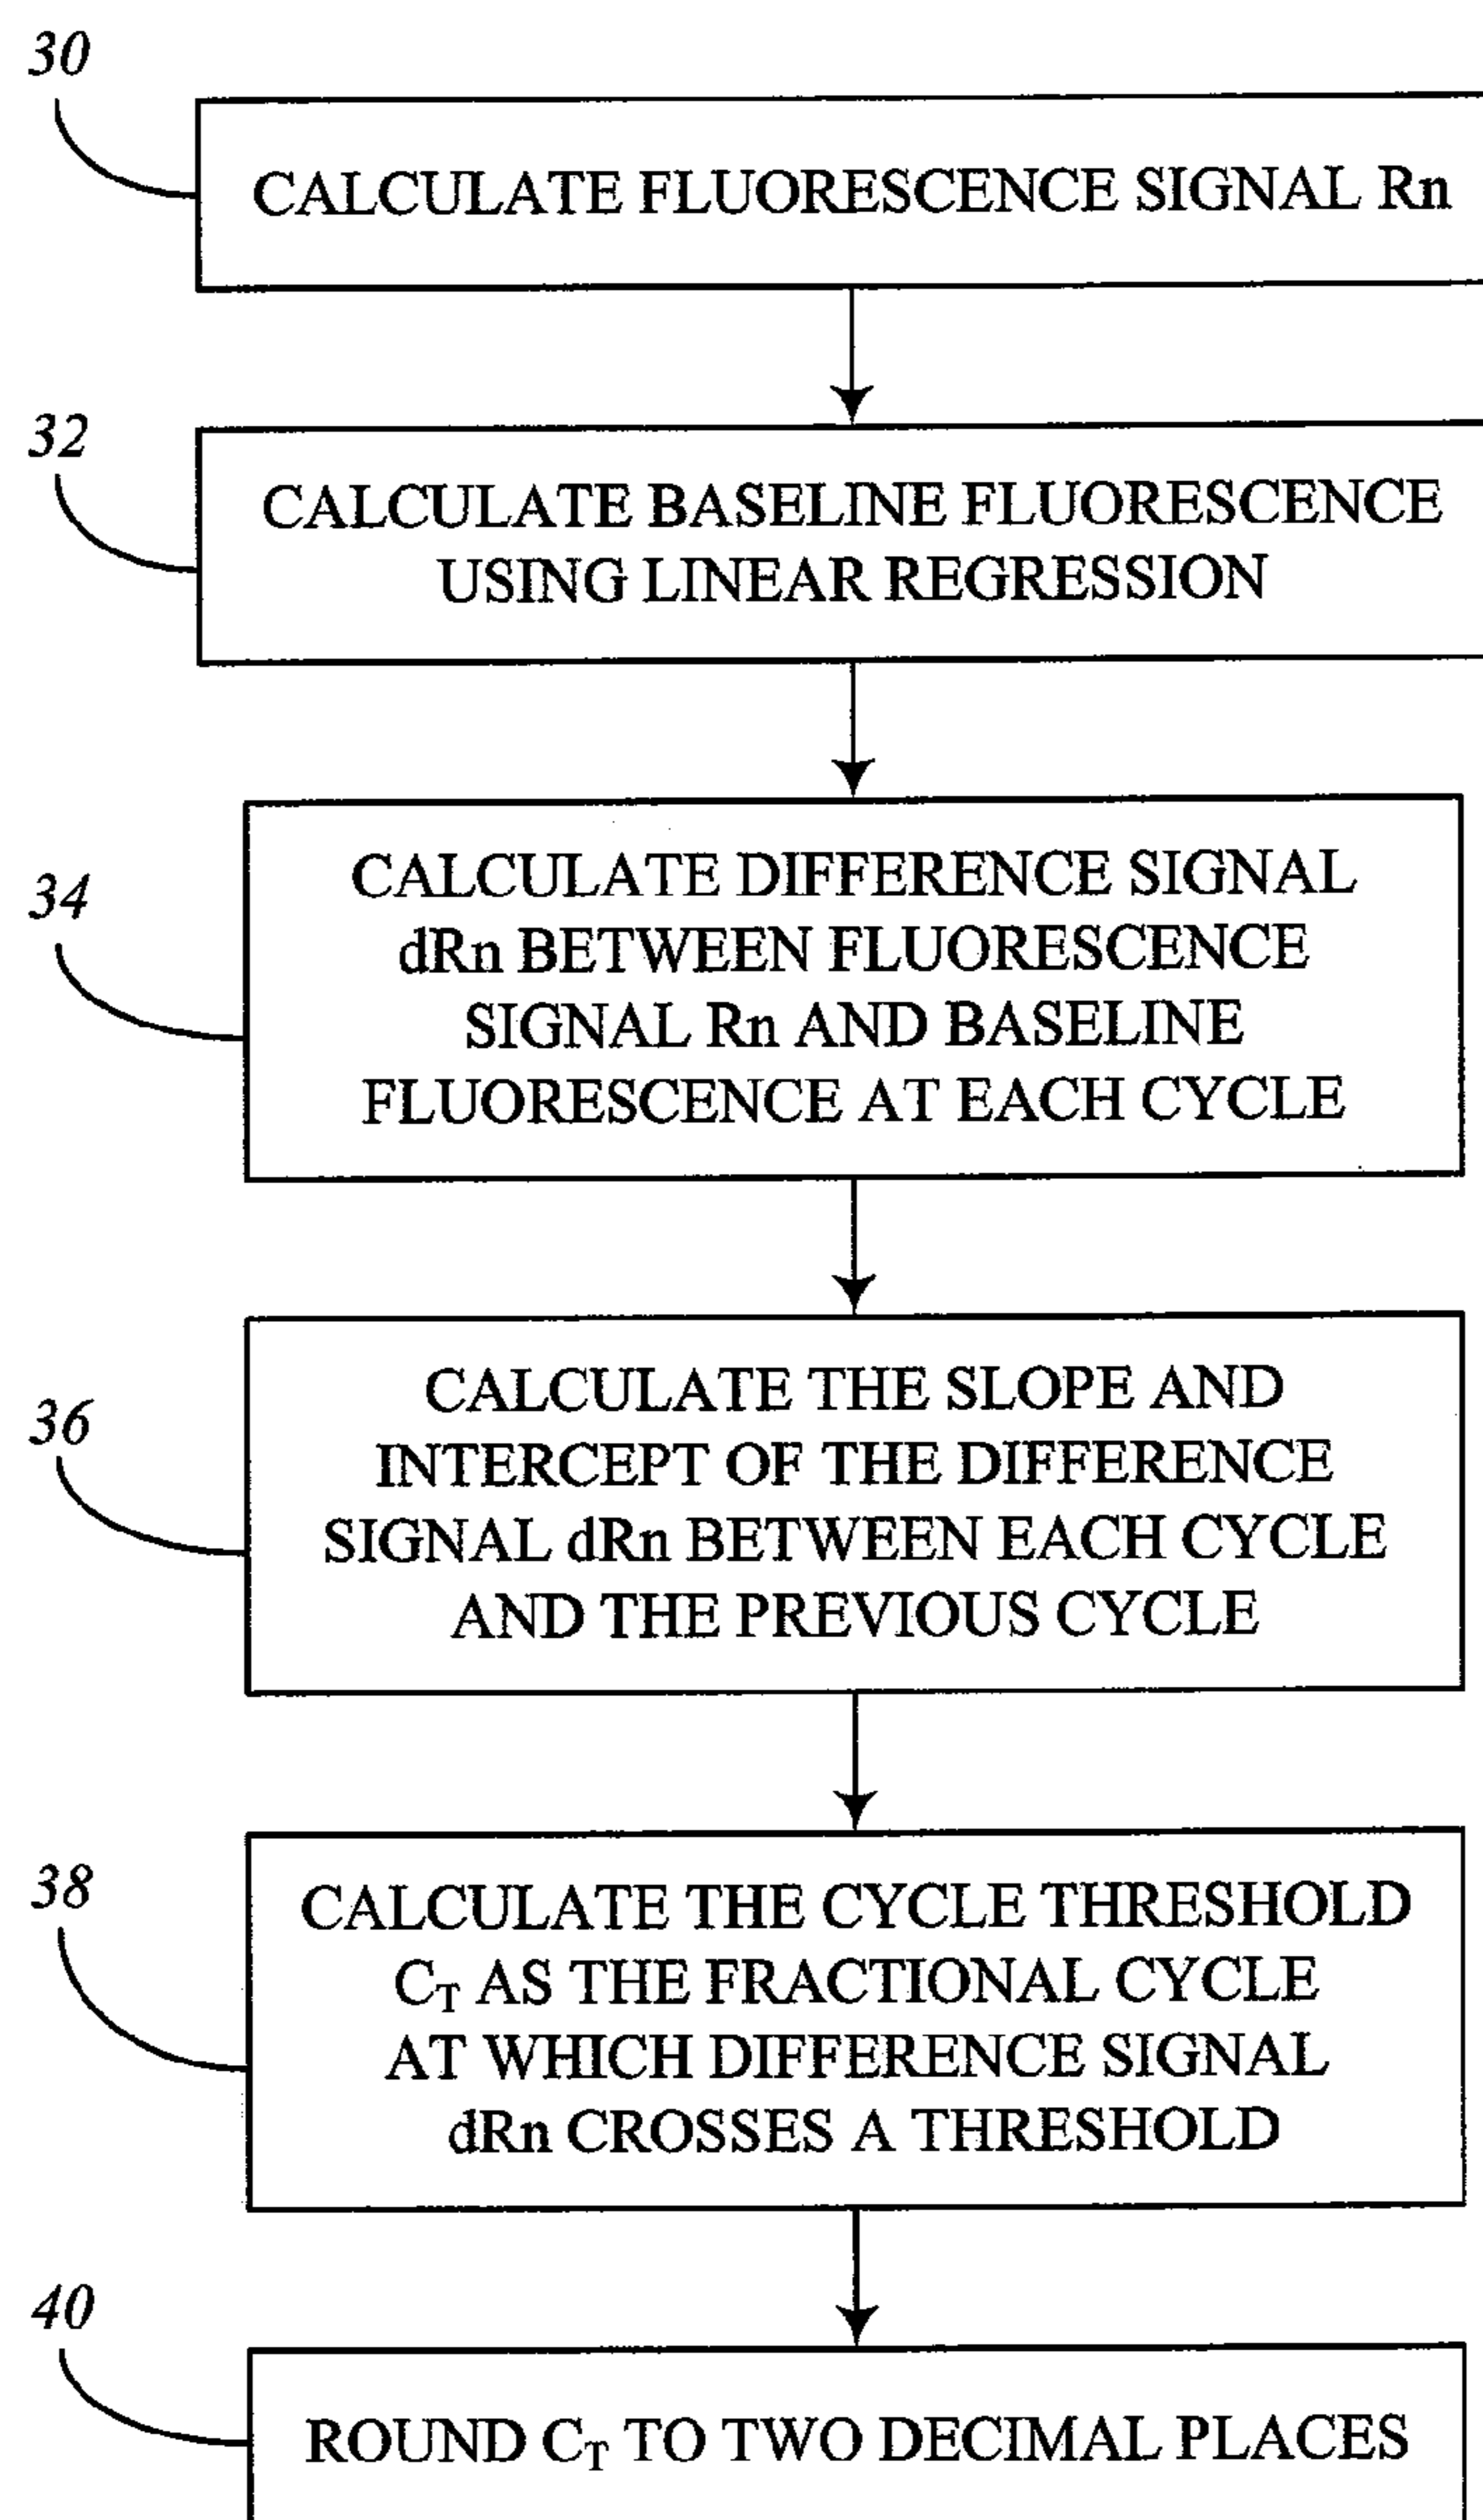 30
CALCULATE FLUORESCENCE SIGNAL Rn
32
CALCULATE BASELINE FLUORESCENCE
USING LINEAR REGRESSION
34
CALCULATE DIFFERENCE SIGNAL
dRn BETWEEN FLUORESCENCE
SIGNAL Rn AND BASELINE
FLUORESCENCE AT EACH CYCLE
36
CALCULATE THE SLOPE AND
INTERCEPT OF THE DIFFERENCE
SIGNAL dRn BETWEEN EACH CYCLE
AND THE PREVIOUS CYCLE
38
CALCULATE THE CYCLE THRESHOLD
CT AS THE FRACTIONAL CYCLE
AT WHICH DIFFERENCE SIGNAL
dRn CROSSES A THRESHOLD
40
ROUND CT TO TWO DECIMAL PLACES